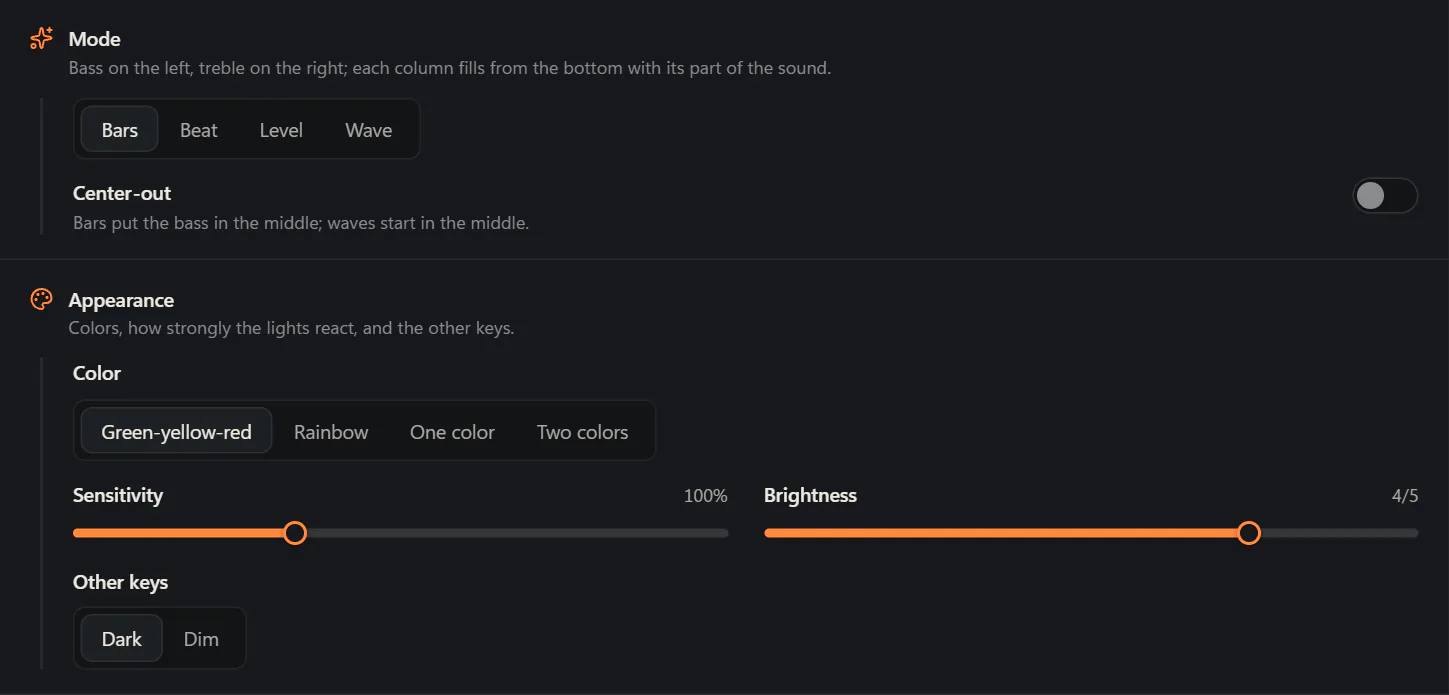 Mode
Bass on the left, treble on the right; each column fills from the bottom with its part of the sound.
Bars Beat Level Wave
Center-out
Bars put the bass in the middle; waves start in the middle.
Appearance
Colors, how strongly the lights react, and the other keys.
Color
Green-yellow-red Rainbow One color Two colors
Sensitivity 100% Brightness 4/5
Other keys
Dark Dim